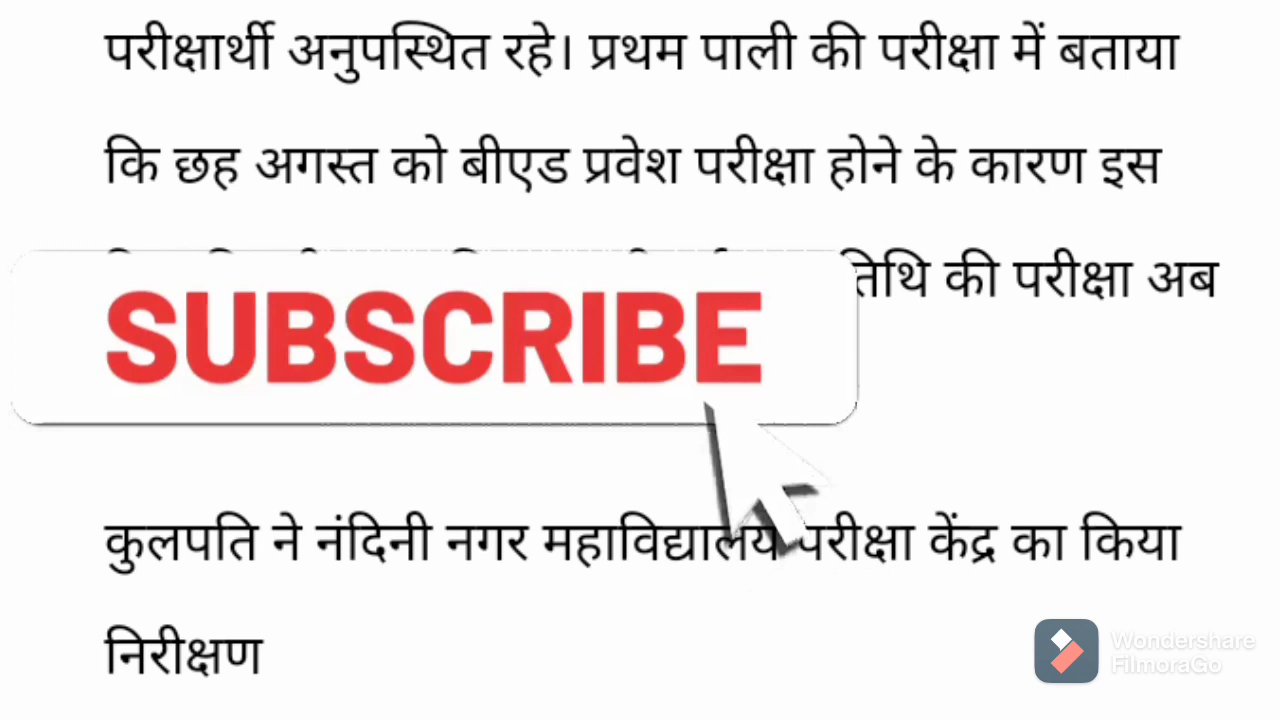 परीक्षार्थी अनुपस्थित रहे। प्रथम पाली की परीक्षा में बताया
कि छह अगस्त को बीएड प्रवेश परीक्षा होने के कारण इस
तिथि की परीक्षा अब
SUBSCRIBE
कुलपति ने नंदिनी नगर महाविद्यालय परीक्षा केंद्र का किया
निरीक्षण
Wondershare
FilmoraGo